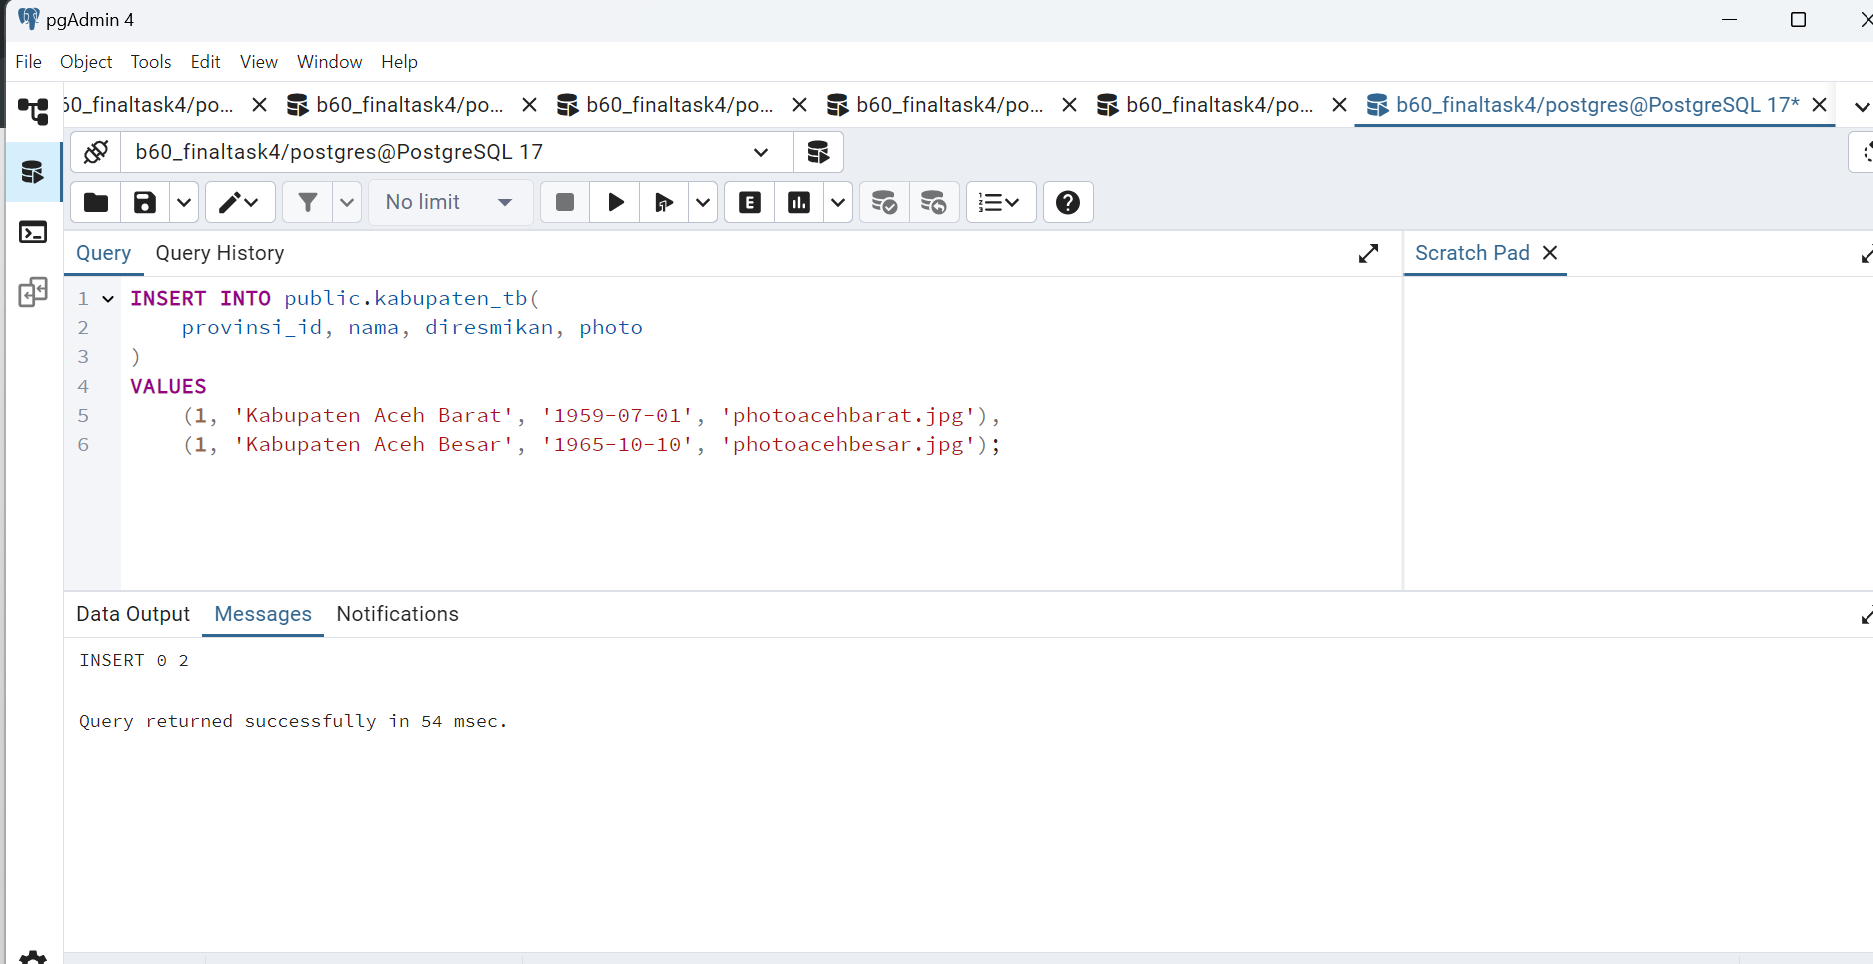 pgAdmin 4
File Object Tools Edit View Window Help
b60_finaltask4/po... b60_finaltask4/po... b60_finaltask4/po... b60_finaltask4/po... b60_finaltask4/po... b60_finaltask4/postgres@PostgreSQL 17*
b60_finaltask4/postgres@PostgreSQL 17
No limit
E
Query Query History
Scratch Pad
1 INSERT INTO public.kabupaten_tb(
2 provinsi_id, nama, diresmikan, photo
3 )
4 VALUES
5 (1, 'Kabupaten Aceh Barat', '1959-07-01', 'photoacehbarat.jpg'),
6 (1, 'Kabupaten Aceh Besar', '1965-10-10', 'photoacehbesar.jpg');
Data Output Messages Notifications
INSERT 0 2
Query returned successfully in 54 msec.